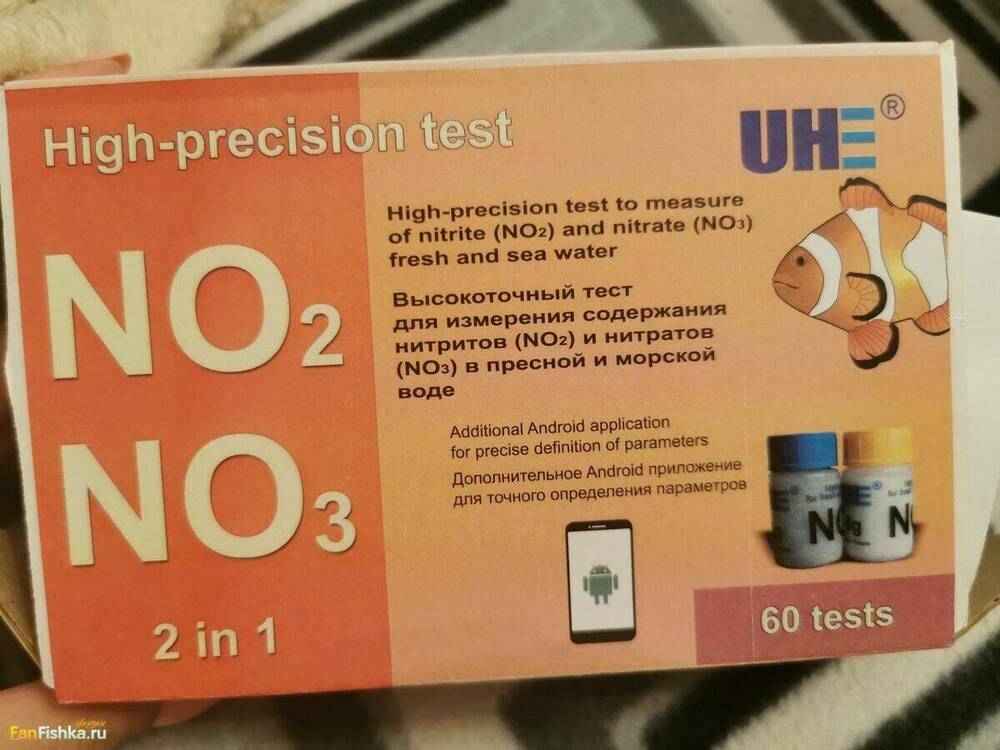 High-precision test
UHE®
NO2
NO3
2 in 1
High-precision test to measure
of nitrite (NO2) and nitrate (NO3)
fresh and sea water
Высокоточный тест
для измерения содержания
нитритов (NO2) и нитратов
(NO3) в пресной и морской
воде
Additional Android application
for precise definition of parameters
Дополнительное Android приложение
для точного определения параметров
60 tests
форум
FanFishka.ru